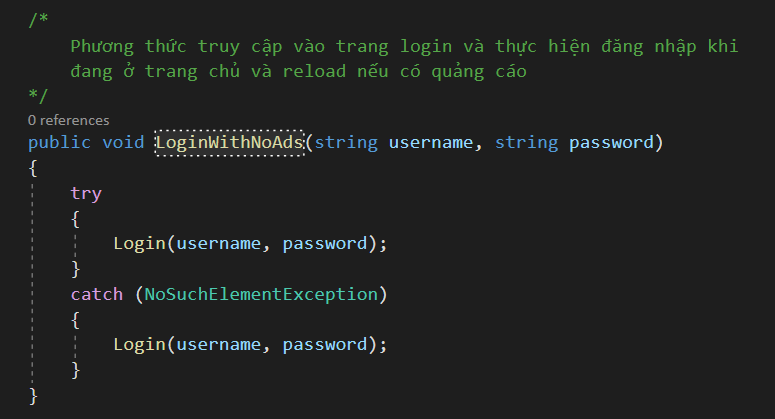 /*
Phương thức truy cập vào trang login và thực hiện đăng nhập khi
đang ở trang chủ và reload nếu có quảng cáo
*/
0 references
public void LoginWithNoAds(string username, string password)
{
try
{
Login(username, password);
}
catch (NoSuchElementException)
{
Login(username, password);
}
}